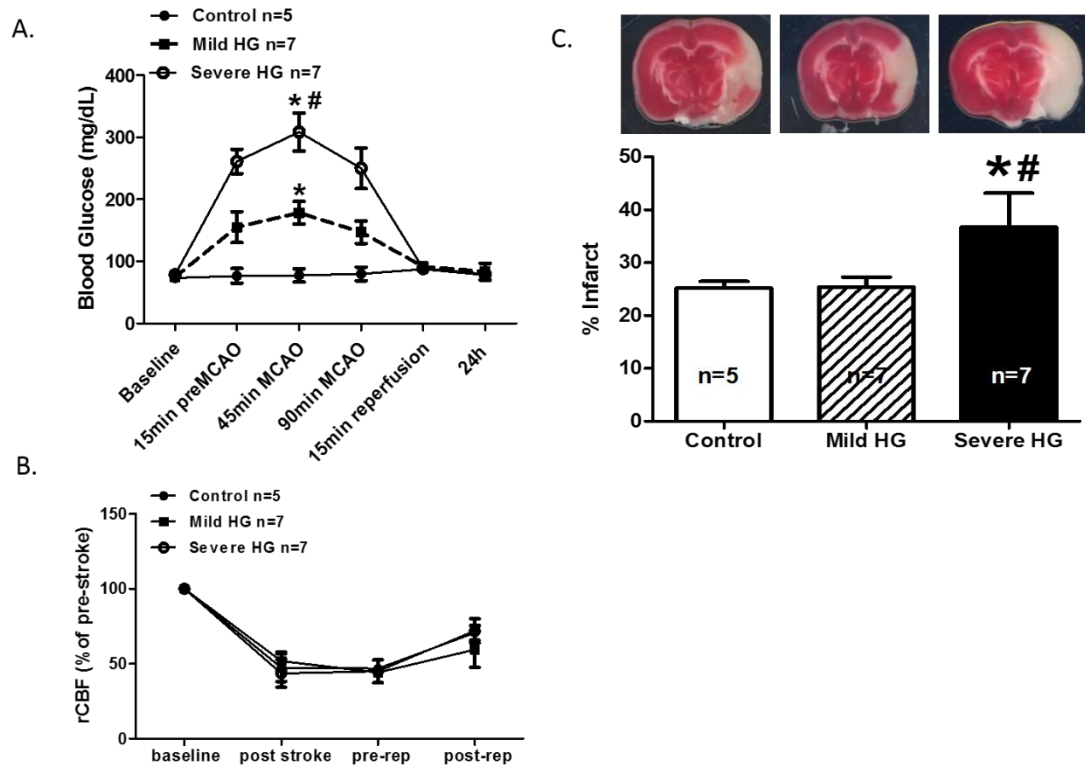 A.
Control n=5
Mild HG n=7
Severe HG n=7
Blood Glucose (mg/dL)
400
300
200
100
0
* #
*
Baseline
15min preMCAO
45min MCAO
90min MCAO
15min reperfusion
24h
B.
Control n=5
Mild HG n=7
Severe HG n=7
rCBF (% of pre-stroke)
150
100
50
0
baseline post stroke pre-rep post-rep
C.
% Infarct
50
40
30
20
10
0
*#
n=5 n=7 n=7
Control Mild HG Severe HG